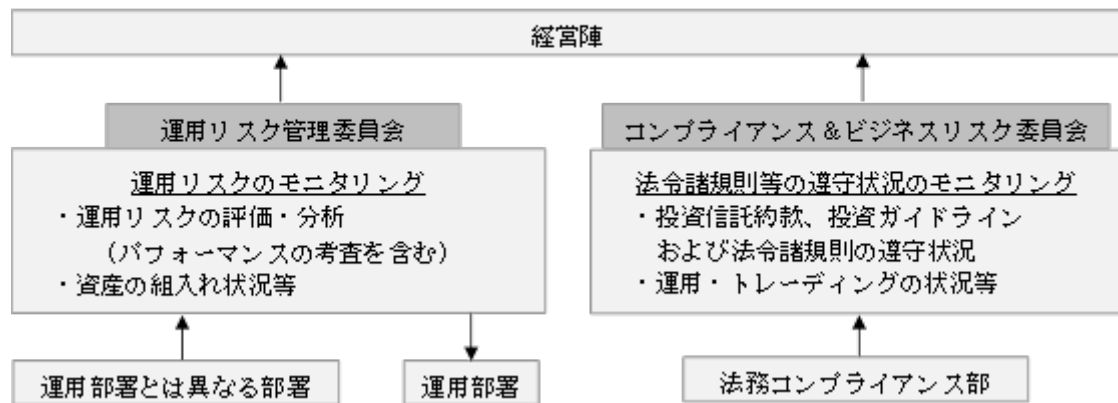 経営陣
運用リスク管理委員会
運用リスクのモニタリング
・運用リスクの評価・分析
（パフォーマンスの考査を含む）
・資産の組入れ状況等
運用部署とは異なる部署
運用部署
コンプライアンス＆ビジネスリスク委員会
法令諸規則等の遵守状況のモニタリング
・投資信託約款、投資ガイドライン
および法令諸規則の遵守状況
・運用・トレーディングの状況等
法務コンプライアンス部